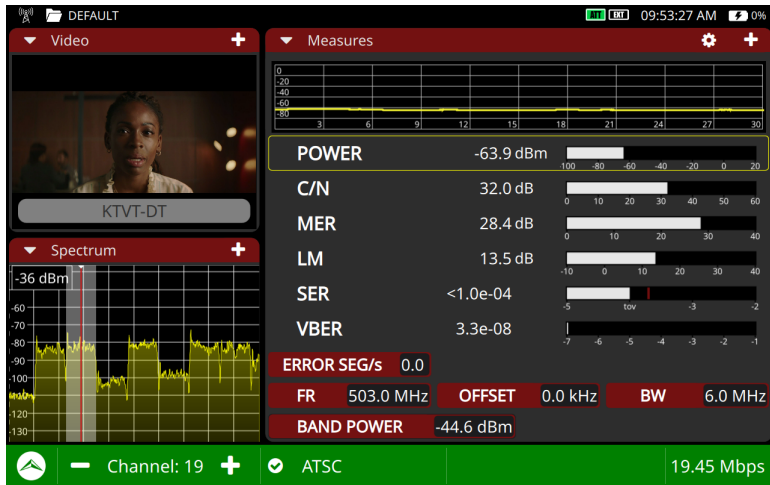 DEFAULT
ATT EXT 09:53:27 AM 0%
Video
KTVT-DT
Spectrum
-36 dBm
-60
-70
-80
-90
-100
-120
-130
Measures
0
-20
-40
-60
-80
3 6 9 12 15 18 21 24 27 30
POWER -63.9 dBm
100 -80 -60 -40 -20 0 20
C/N 32.0 dB
0 10 20 30 40 50 60
MER 28.4 dB
0 10 20 30 40
LM 13.5 dB
-10 0 10 20 30 40
SER <1.0e-04
-5 tov -3 -2
VBER 3.3e-08
-7 -6 -5 -4 -3 -2 -1
ERROR SEG/s 0.0
FR 503.0 MHz OFFSET 0.0 kHz BW 6.0 MHz
BAND POWER -44.6 dBm
Channel: 19 ATSC 19.45 Mbps